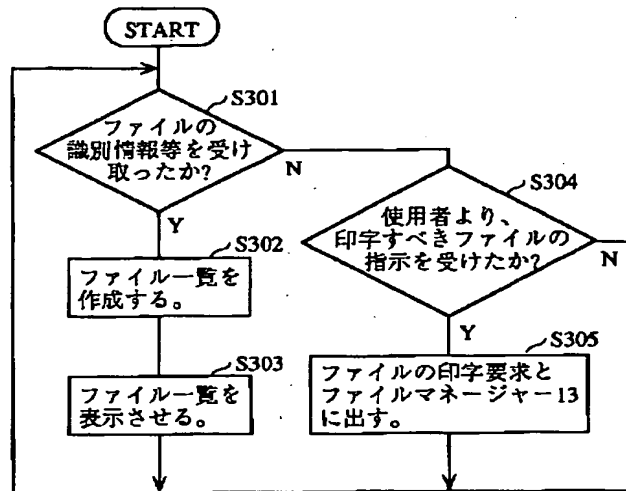 START
S301
ファイルの
識別情報等を受け
取ったか?
N
Y
S302
ファイル一覧を
作成する。
S303
ファイル一覧を
表示させる。
S304
使用者より、
印字すべきファイルの
指示を受けたか?
N
Y
S305
ファイルの印字要求と
ファイルマネージャー13
に出す。